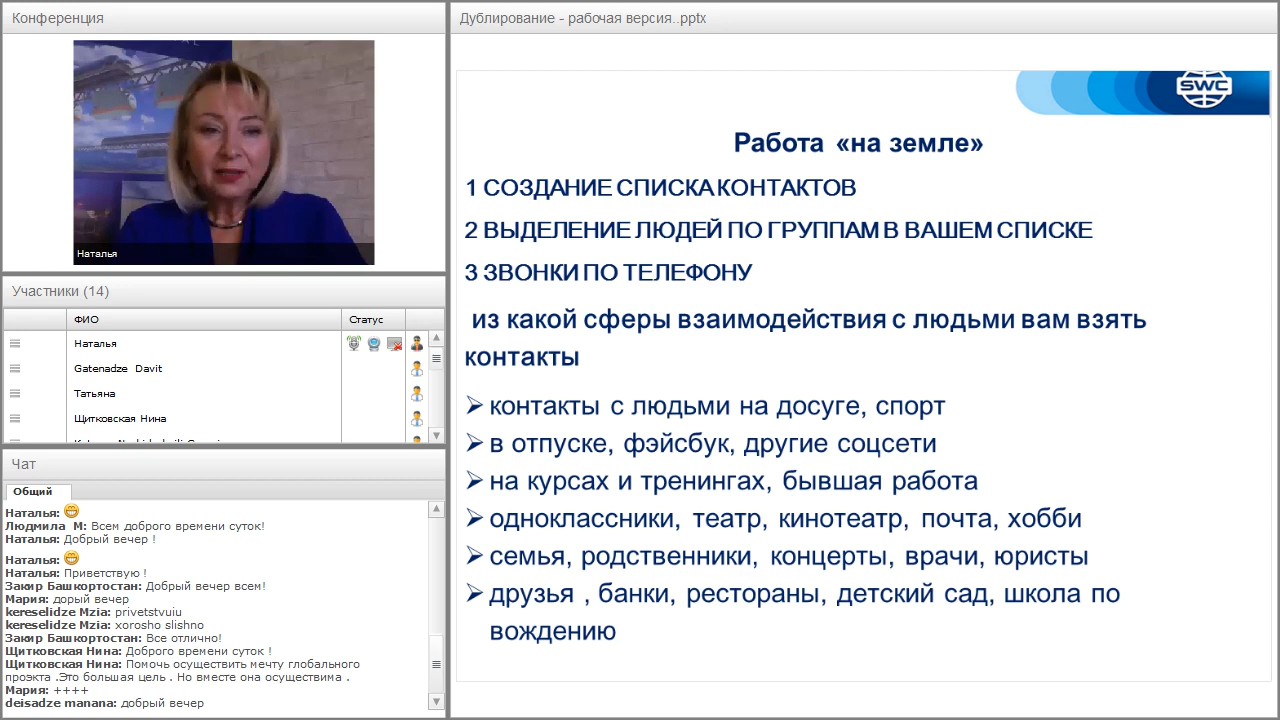 Конференция
Наталья
Участники (14)
ФИО
Статус
Наталья
Gatenadze Davit
Татьяна
Щитковская Нина
Чат
Общий
Наталья:
Людмила М: Всем доброго времени суток!
Наталья: Добрый вечер !
Наталья:
Наталья: Приветствую !
Закир Башкортостан: Добрый вечер всем!
Мария: дорый вечер
kereselidze Mzia: privetstvuiu
kereselidze Mzia: xorosho slishno
Закир Башкортостан: Все отлично!
Щитковская Нина: Доброго времени суток !
Щитковская Нина: Помочь осуществить мечту глобального
проэкта .Это большая цель . Но вместе она осуществима .
Мария: ++++
deisadze manana: добрый вечер
Дублирование - рабочая версия..pptx
SWC
Работа «на земле»
1 СОЗДАНИЕ СПИСКА КОНТАКТОВ
2 ВЫДЕЛЕНИЕ ЛЮДЕЙ ПО ГРУППАМ В ВАШЕМ СПИСКЕ
3 ЗВОНКИ ПО ТЕЛЕФОНУ
из какой сферы взаимодействия с людьми вам взять
контакты
контакты с людьми на досуге, спорт
в отпуске, фэйсбук, другие соцсети
на курсах и тренингах, бывшая работа
одноклассники, театр, кинотеатр, почта, хобби
семья, родственники, концерты, врачи, юристы
друзья , банки, рестораны, детский сад, школа по
вождению